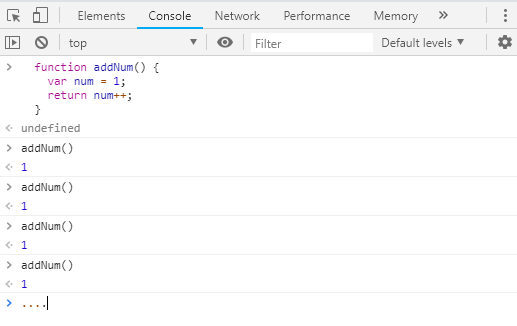 Elements Console Network Performance Memory »
top ▼ Filter Default levels ▼
> function addNum() {
var num = 1;
return num++;
}
<· undefined
> addNum()
<· 1
> addNum()
<· 1
> addNum()
<· 1
> addNum()
<· 1
> ....